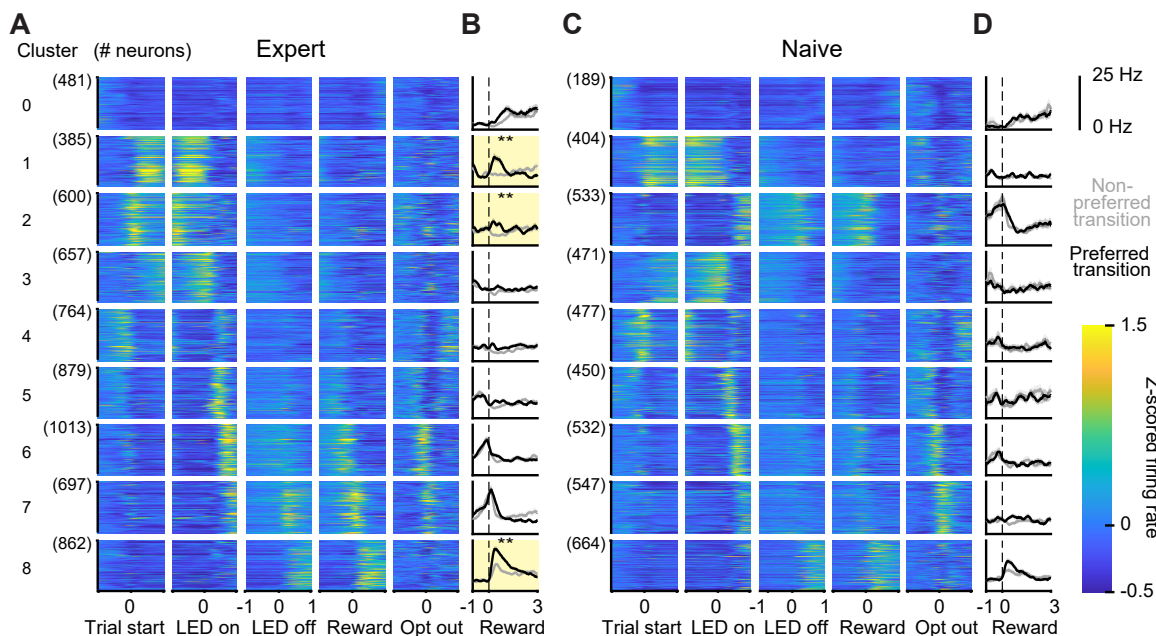 A B C D
Cluster (# neurons) Expert Naive
(481) (189) 25 Hz
0 0 Hz
(385) ** (404)
1
(600) ** (533) Non-
2 preferred
transition
(657) (471) Preferred
3 transition
(764) (477) 1.5
4
(879) (450)
5 Z-scored firing rate
(1013) (532)
6
(697) (547)
7 0
(862) ** (664)
8 -0.5
0 0 -1 0 1 0 0 -1 0 3 0 0 -1 0 1 0 0 -1 0 3
Trial start LED on LED off Reward Opt out Reward Trial start LED on LED off Reward Opt out Reward